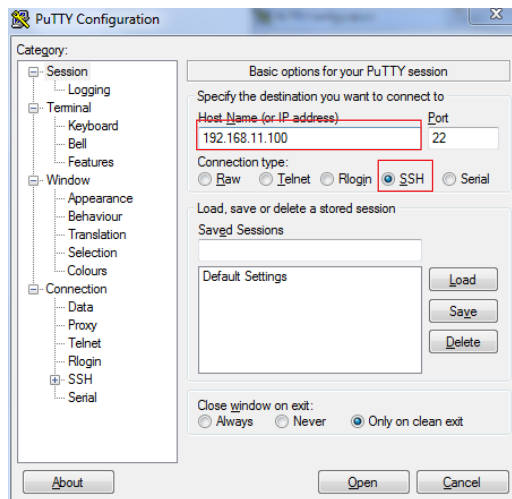 PuTTY Configuration
Category:
Session
Logging
Terminal
Keyboard
Bell
Features
Window
Appearance
Behaviour
Translation
Selection
Colours
Connection
Data
Proxy
Telnet
Rlogin
SSH
Serial
Basic options for your PuTTY session
Specify the destination you want to connect to
Host Name (or IP address) Port
192.168.11.100 22
Connection type:
Raw Telnet Rlogin SSH Serial
Load, save or delete a stored session
Saved Sessions
Default Settings
Load
Save
Delete
Close window on exit:
Always Never Only on clean exit
About Open Cancel